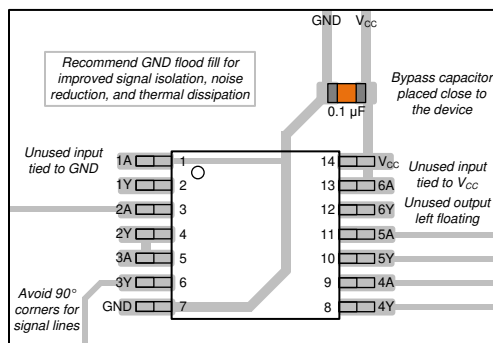 GND VCC
Recommend GND flood fill for
improved signal isolation, noise
reduction, and thermal dissipation
Bypass capacitor
placed close to
the device
0.1 µF
Unused input
tied to GND
1A 1 14 VCC
1Y 2 13 6A
2A 3 12 6Y
2Y 4 11 5A
3A 5 10 5Y
3Y 6 9 4A
GND 7 8 4Y
Unused input
tied to VCC
Unused output
left floating
Avoid 90°
corners for
signal lines